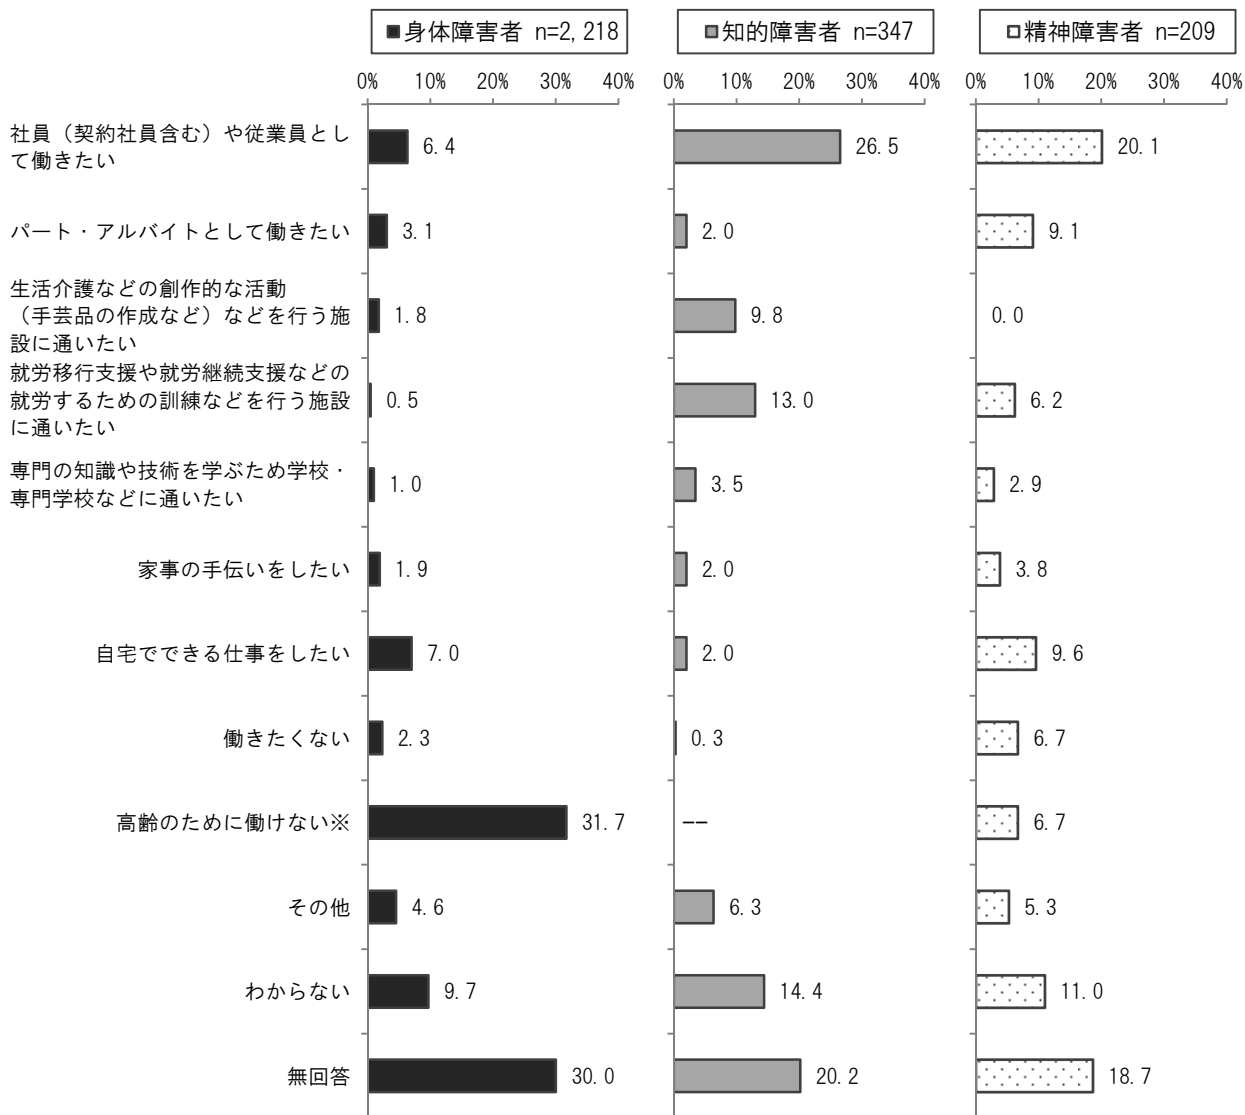 ■身体障害者 n=2,218 ■知的障害者 n=347 □精神障害者 n=209
0% 10% 20% 30% 40% 0% 10% 20% 30% 40% 0% 10% 20% 30% 40%
社員（契約社員含む）や従業員とし
て働きたい
6.4 26.5 20.1
パート・アルバイトとして働きたい 3.1 2.0 9.1
生活介護などの創作的な活動
（手芸品の作成など）などを行う施
設に通いたい
1.8 9.8 0.0
就労移行支援や就労継続支援などの
就労するための訓練などを行う施設
に通いたい
0.5 13.0 6.2
専門の知識や技術を学ぶため学校・
専門学校などに通いたい
1.0 3.5 2.9
家事の手伝いをしたい 1.9 2.0 3.8
自宅でできる仕事をしたい 7.0 2.0 9.6
働きたくない 2.3 0.3 6.7
高齢のために働けない※ 31.7 -- 6.7
その他 4.6 6.3 5.3
わからない 9.7 14.4 11.0
無回答 30.0 20.2 18.7